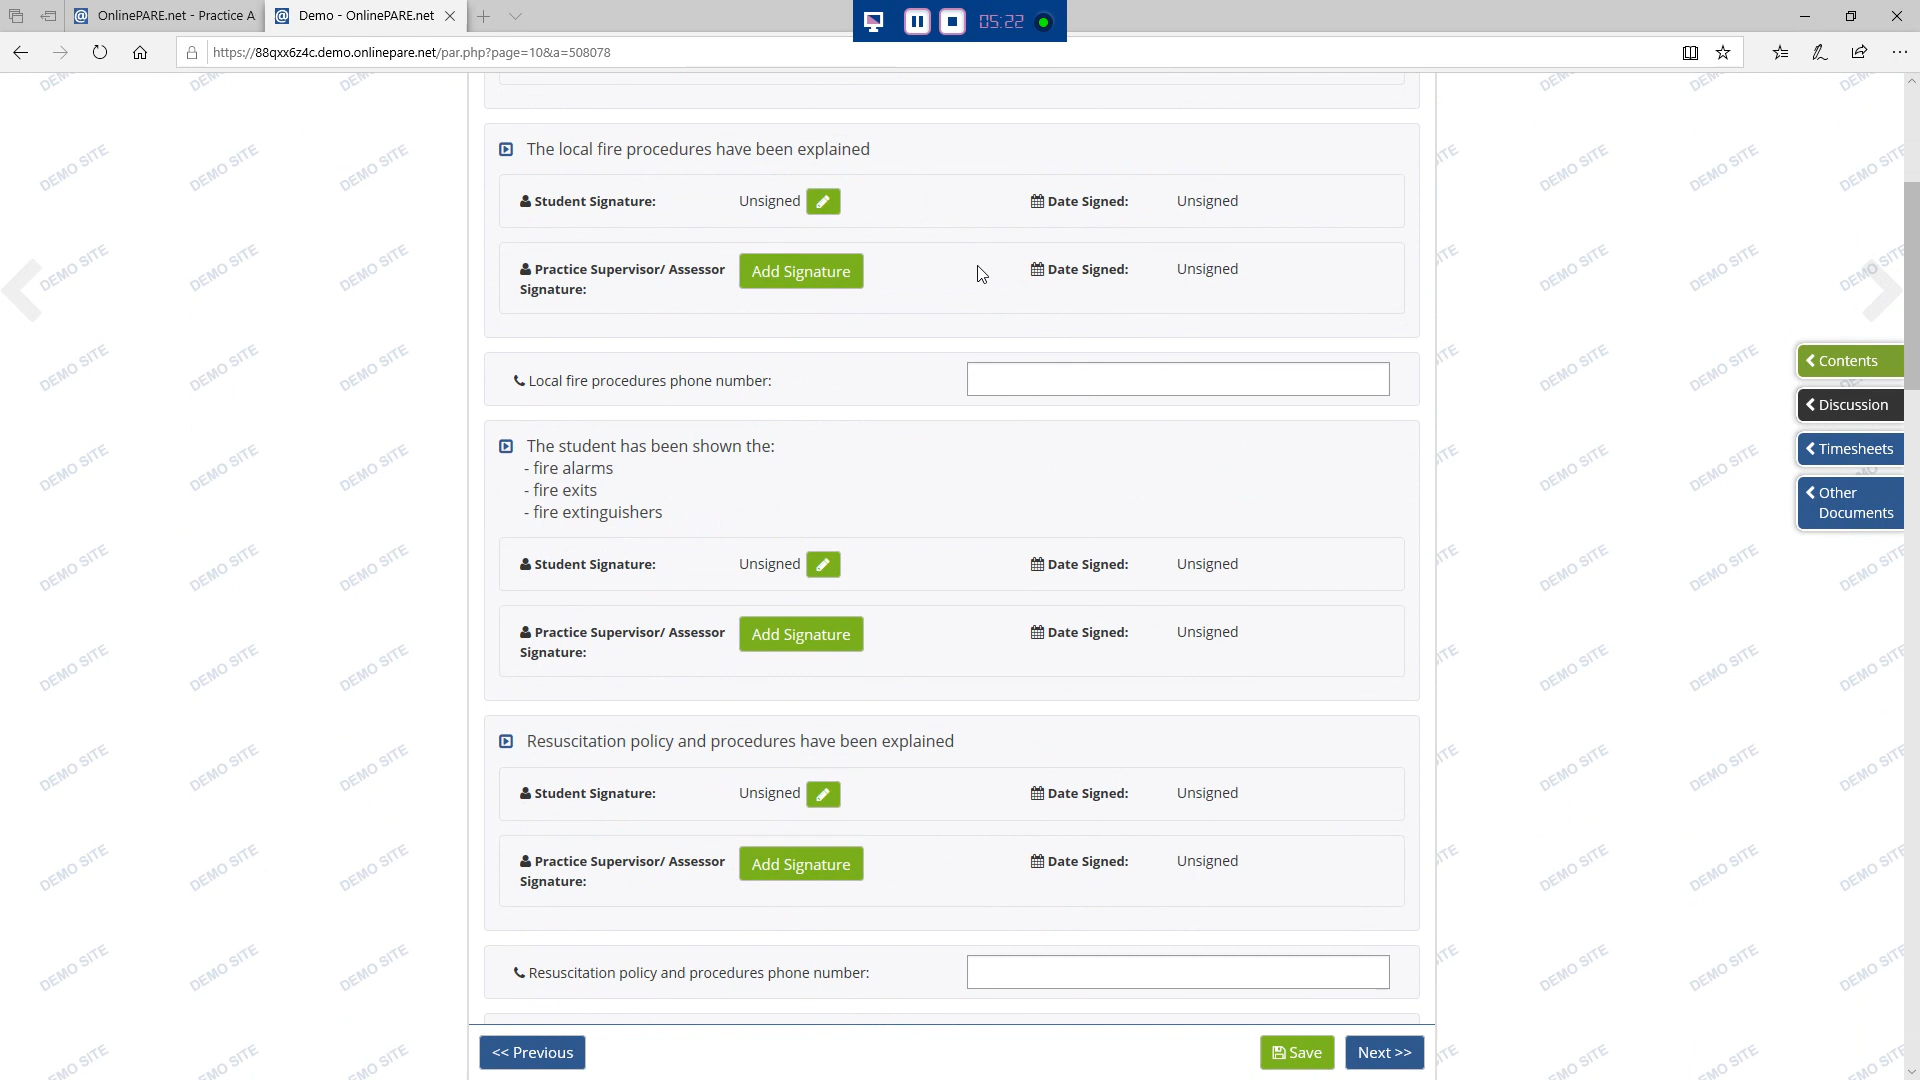 OnlinePARE.net - Practice A
Demo - OnlinePARE.net
05:22
https://88qxx6z4c.demo.onlinepare.net/par.php?page=10&a=508078
The local fire procedures have been explained
Student Signature: Unsigned Date Signed: Unsigned
Practice Supervisor/ Assessor Signature: Add Signature Date Signed: Unsigned
Local fire procedures phone number:
The student has been shown the:
- fire alarms
- fire exits
- fire extinguishers
Student Signature: Unsigned Date Signed: Unsigned
Practice Supervisor/ Assessor Signature: Add Signature Date Signed: Unsigned
Resuscitation policy and procedures have been explained
Student Signature: Unsigned Date Signed: Unsigned
Practice Supervisor/ Assessor Signature: Add Signature Date Signed: Unsigned
Resuscitation policy and procedures phone number:
<< Previous Save Next >>
Contents
Discussion
Timesheets
Other
Documents
DEMO SITE